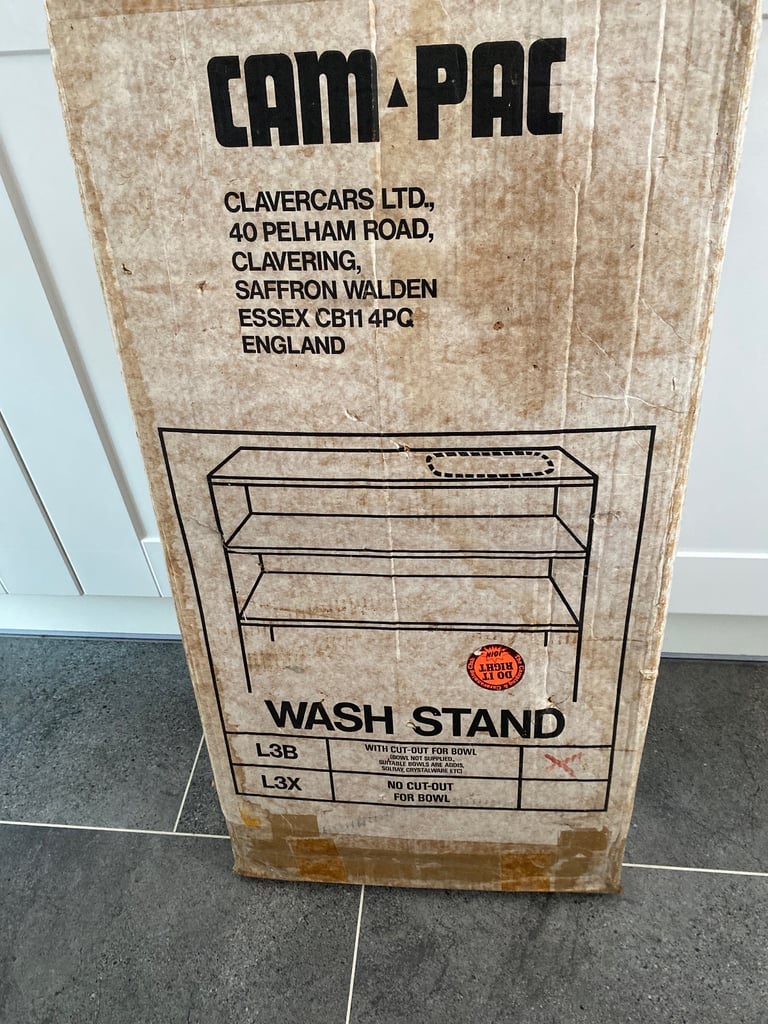 CAM▲PAC
CLAVERCARS LTD.,
40 PELHAM ROAD,
CLAVERING,
SAFFRON WALDEN
ESSEX CB11 4PQ
ENGLAND
DO IT
RIGHT
JOIN
WASH STAND
L3B
WITH CUT-OUT FOR BOWL
(BOWL NOT SUPPLIED.
SUITABLE BOWLS ARE ADDIS,
SOLRAY, CRYSTALWARE ETC)
X
L3X
NO CUT-OUT
FOR BOWL